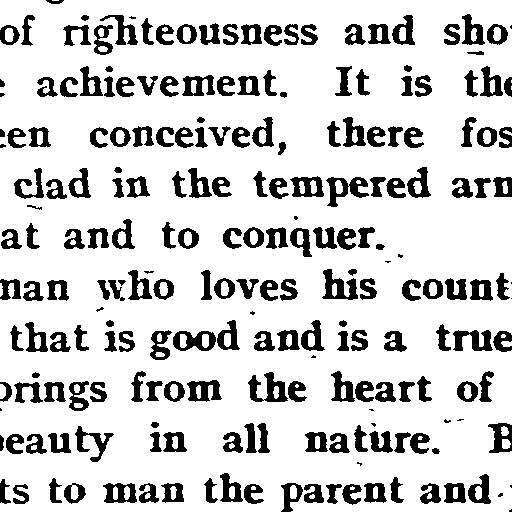 of righteousness and sho
achievement. It is the
een conceived, there fos
clad in the tempered arm
at and to conquer.
man who loves his count
that is good and is a true
prings from the heart of
beauty in all nature. B
ts to man the parent and